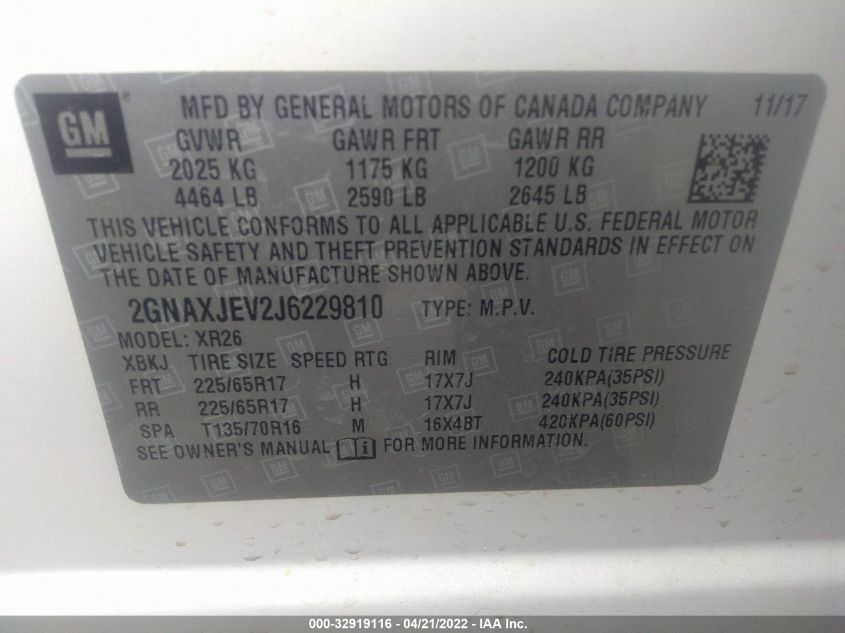 GM ® MFD BY GENERAL MOTORS OF CANADA COMPANY 11/17
GVWR GAWR FRT GAWR RR
2025 KG 1175 KG 1200 KG
4464 LB 2590 LB 2645 LB
THIS VEHICLE CONFORMS TO ALL APPLICABLE U.S. FEDERAL MOTOR
VEHICLE SAFETY AND THEFT PREVENTION STANDARDS IN EFFECT ON
THE DATE OF MANUFACTURE SHOWN ABOVE.
2GNAXJEV2J6229810 TYPE: M.P.V.
MODEL: XR26
XBKJ TIRE SIZE SPEED RTG RIM COLD TIRE PRESSURE
FRT 225/65R17 H 17X7J 240KPA(35PSI)
RR 225/65R17 H 17X7J 240KPA(35PSI)
SPA T135/70R16 M 16X4BT 420KPA(60PSI)
SEE OWNER'S MANUAL i FOR MORE INFORMATION.
000-32919116 - 04/21/2022 - IAA Inc.